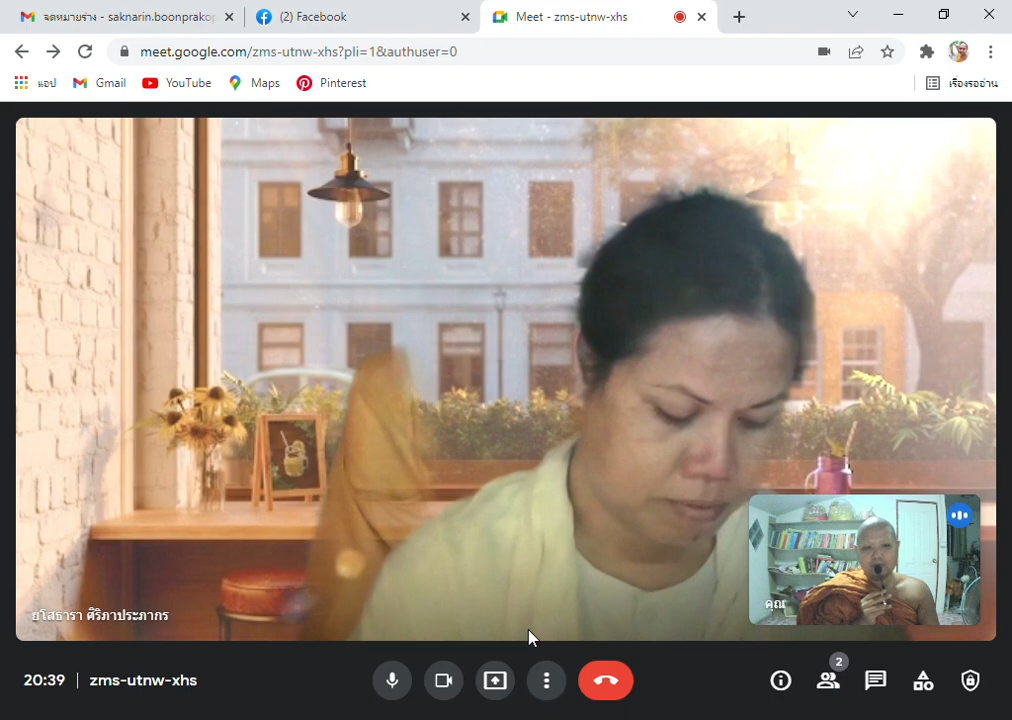 จดหมายร่าง - saknarin.boonprako
(2) Facebook
Meet - zms-utnw-xhs
meet.google.com/zms-utnw-xhs?pli=1&authuser=0
แอป
Gmail
YouTube
Maps
Pinterest
เรื่องรออ่าน
คุณ
ยโสธารา ศิริภาประภากร
2
20:39
zms-utnw-xhs